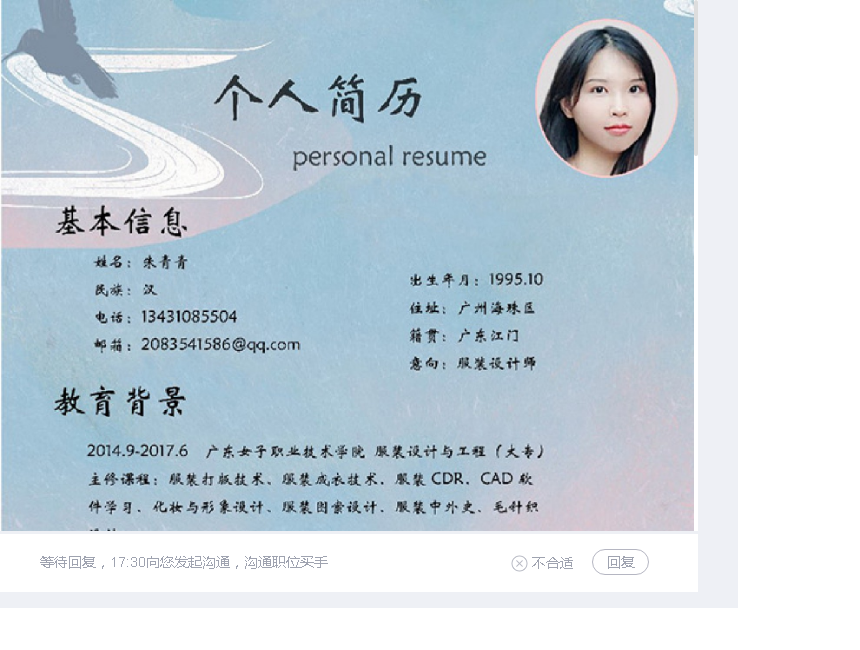 个人简历
personal resume
基本信息
姓名：朱青青
民族：汉
电话：13431085504
邮箱：2083541586@qq.com
出生年月：1995.10
住址：广州海珠区
籍贯：广东江门
意向：服装设计师
教育背景
2014.9-2017.6 广东女子职业技术学院 服装设计与工程（大专）
主修课程：服装打版技术、服装成衣技术、服装 CDR、CAD 软
件学习、化妆与形象设计、服装图案设计、服装中外史、毛针织
等待回复，17:30向您发起沟通，沟通职位买手
不合适
回复